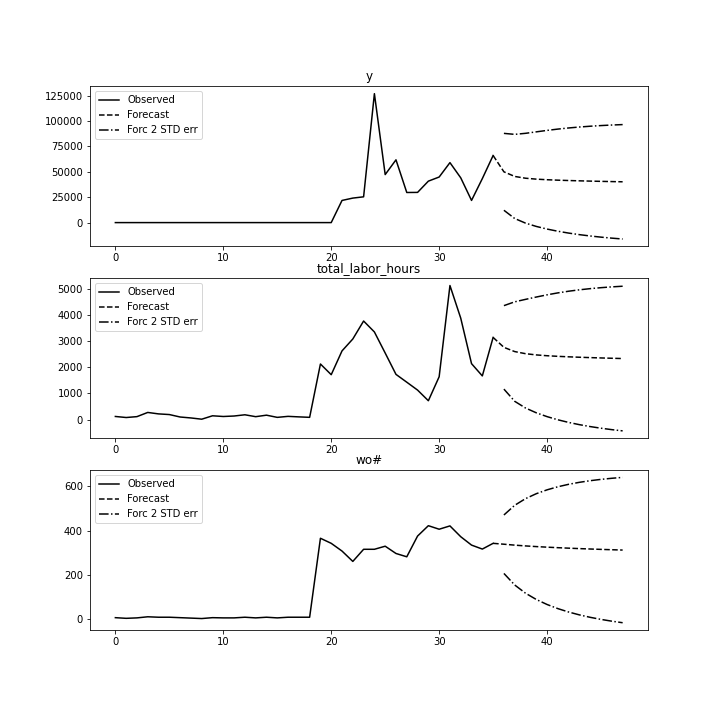 y
125000
100000
75000
50000
25000
0
Observed
Forecast
Forc 2 STD err
0 10 20 30 40
total_labor_hours
5000
4000
3000
2000
1000
0
Observed
Forecast
Forc 2 STD err
0 10 20 30 40
wo#
600
400
200
0
Observed
Forecast
Forc 2 STD err
0 10 20 30 40